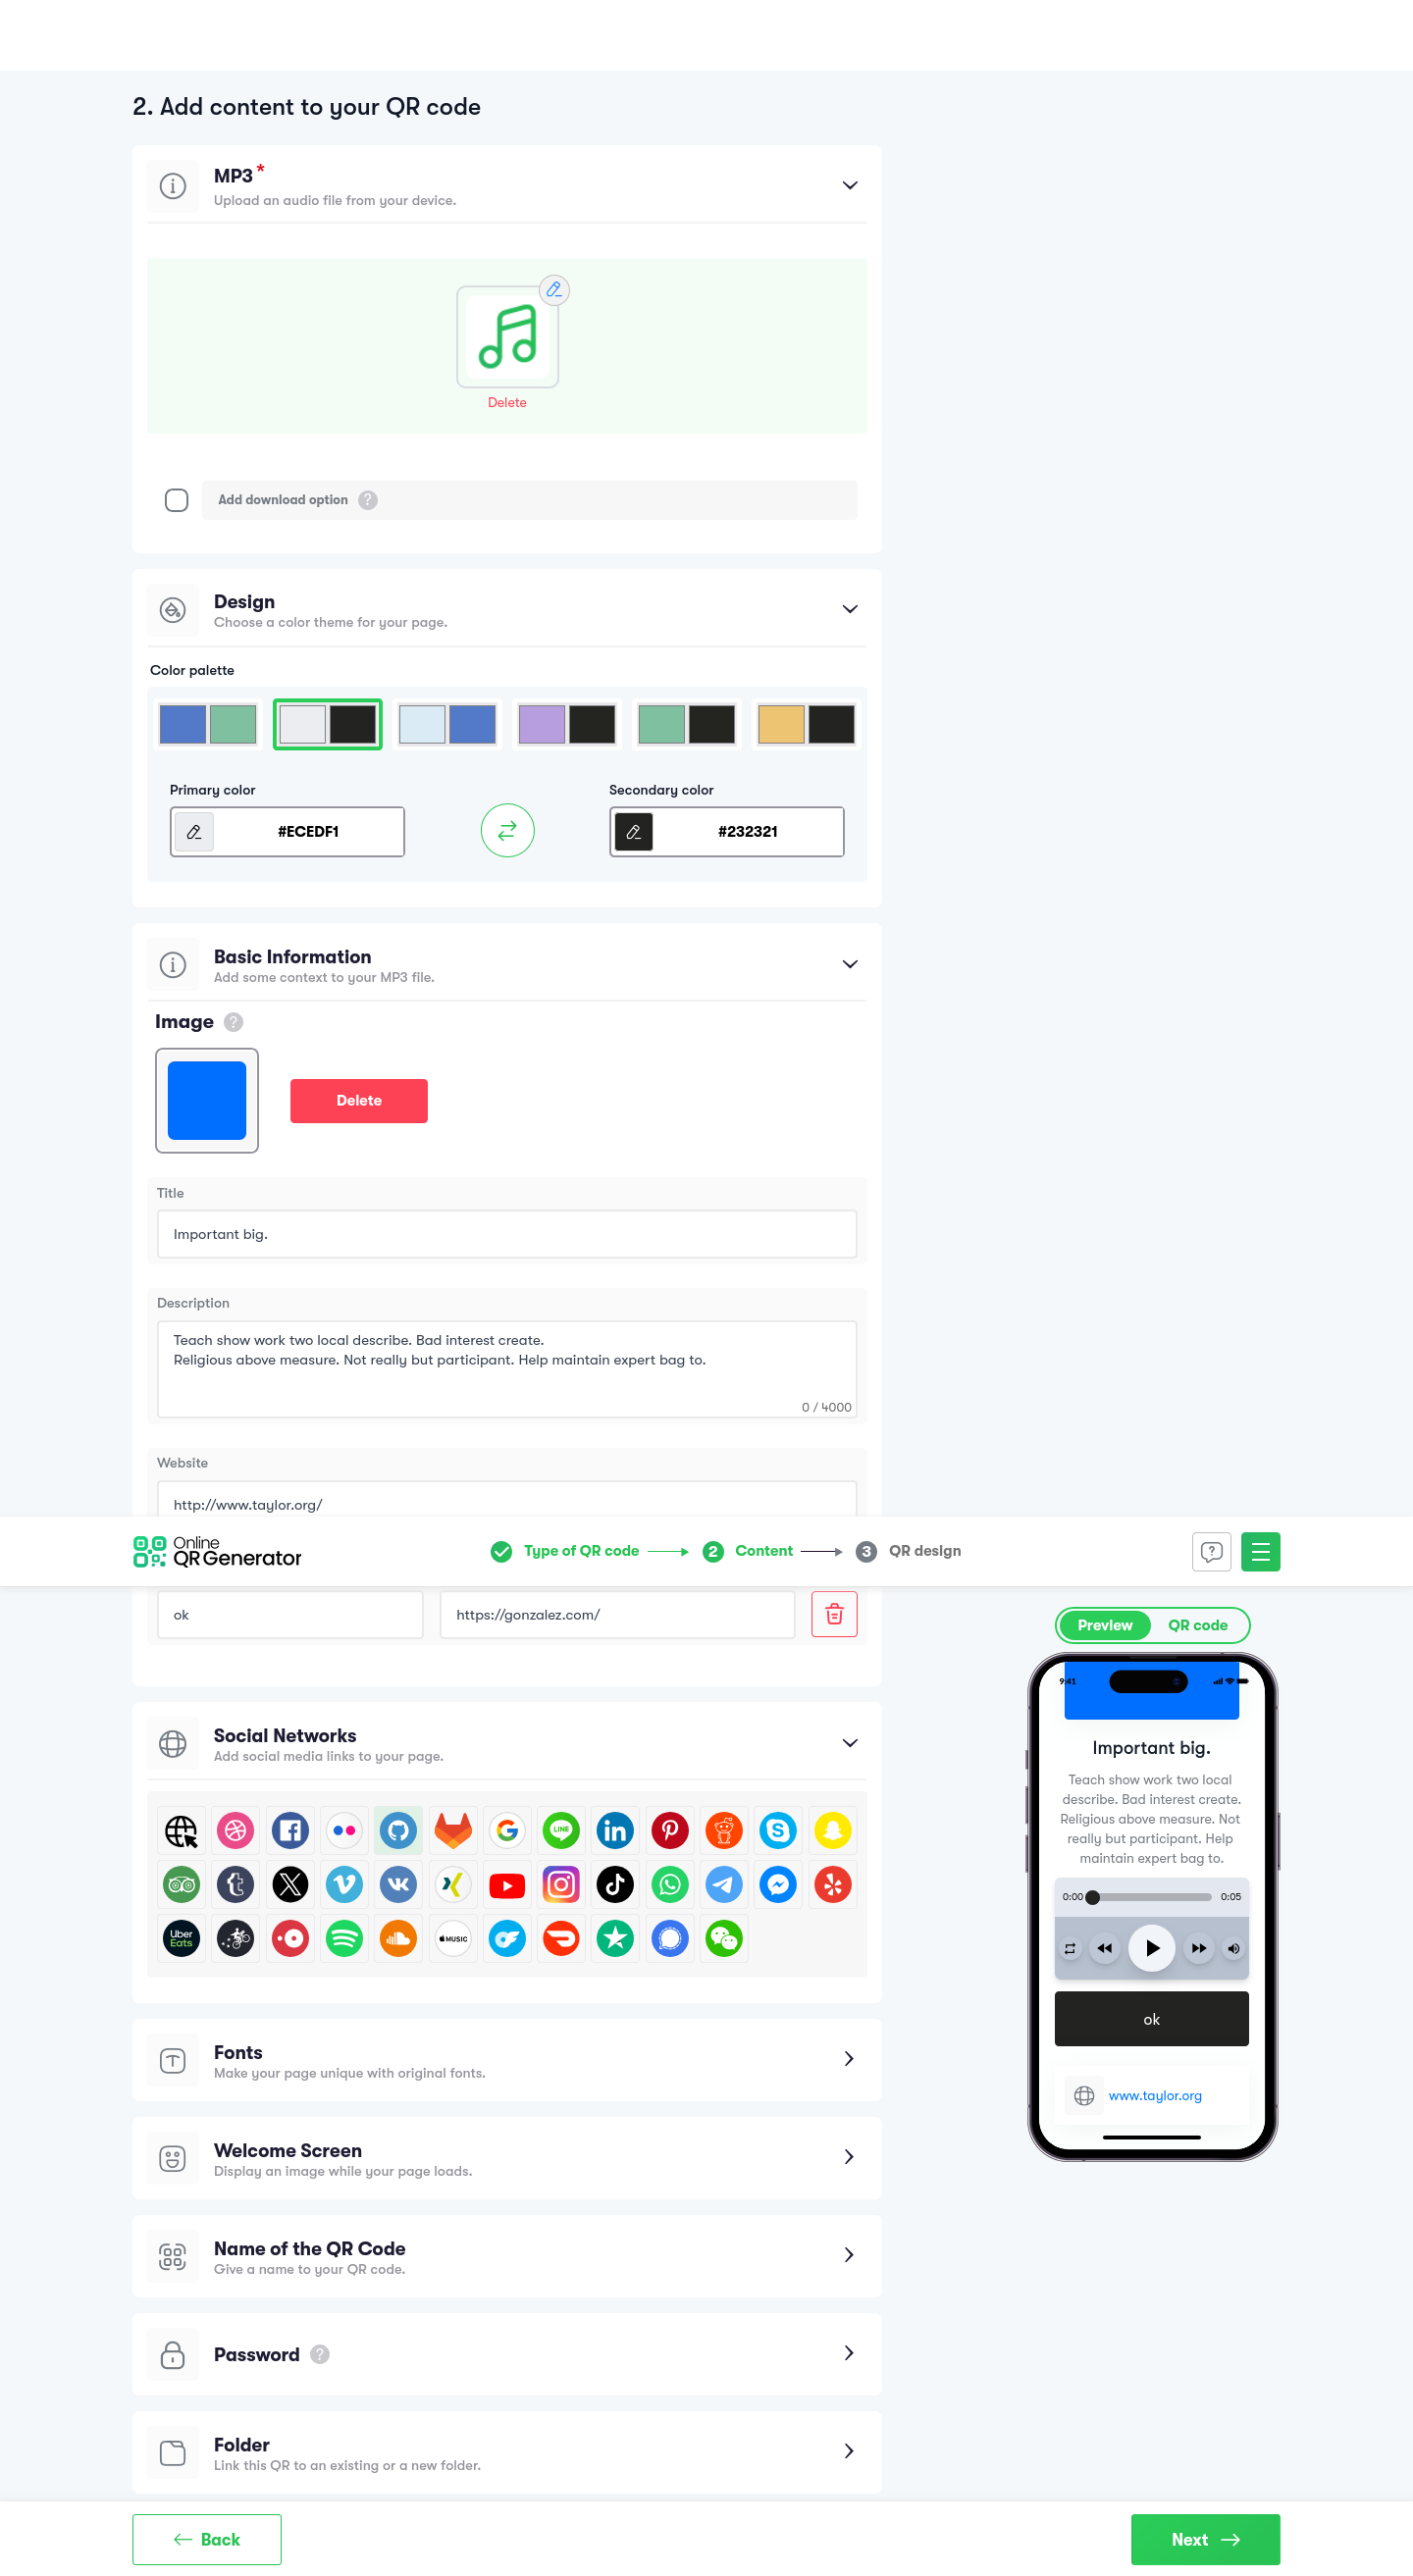 2. Add content to your QR code
MP3 *
Upload an audio file from your device.
Delete
Add download option ?
Design
Choose a color theme for your page.
Color palette
Primary color
Secondary color
#ECEDF1
#232321
Basic Information
Add some context to your MP3 file.
Image ?
Delete
Title
Important big.
Description
Teach show work two local describe. Bad interest create.
Religious above measure. Not really but participant. Help maintain expert bag to.
0 / 4000
Website
http://www.taylor.org/
Online
QR Generator
Type of QR code
2 Content
3 QR design
ok
https://gonzalez.com/
Preview
QR code
9:41
Important big.
Teach show work two local
describe. Bad interest create.
Religious above measure. Not
really but participant. Help
maintain expert bag to.
0:00
0:05
ok
www.taylor.org
Social Networks
Add social media links to your page.
LINE
Uber
Eats
MUSIC
Fonts
Make your page unique with original fonts.
Welcome Screen
Display an image while your page loads.
Name of the QR Code
Give a name to your QR code.
Password ?
Folder
Link this QR to an existing or a new folder.
Back
Next